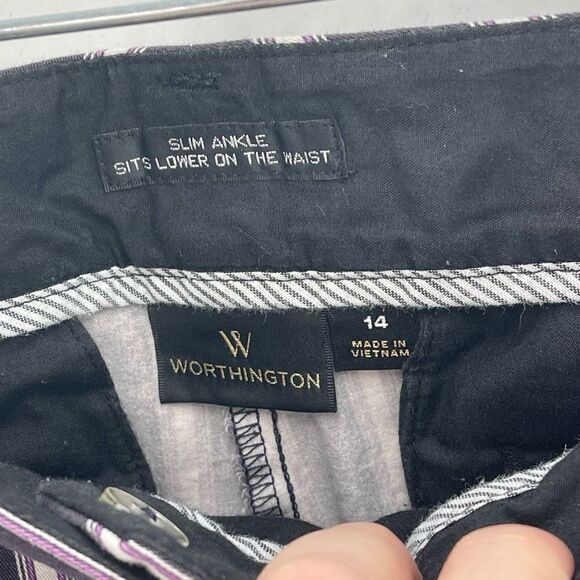 SLIM ANKLE
SITS LOWER ON THE WAIST
W
WORTHINGTON
14
MADE IN
VIETNAM